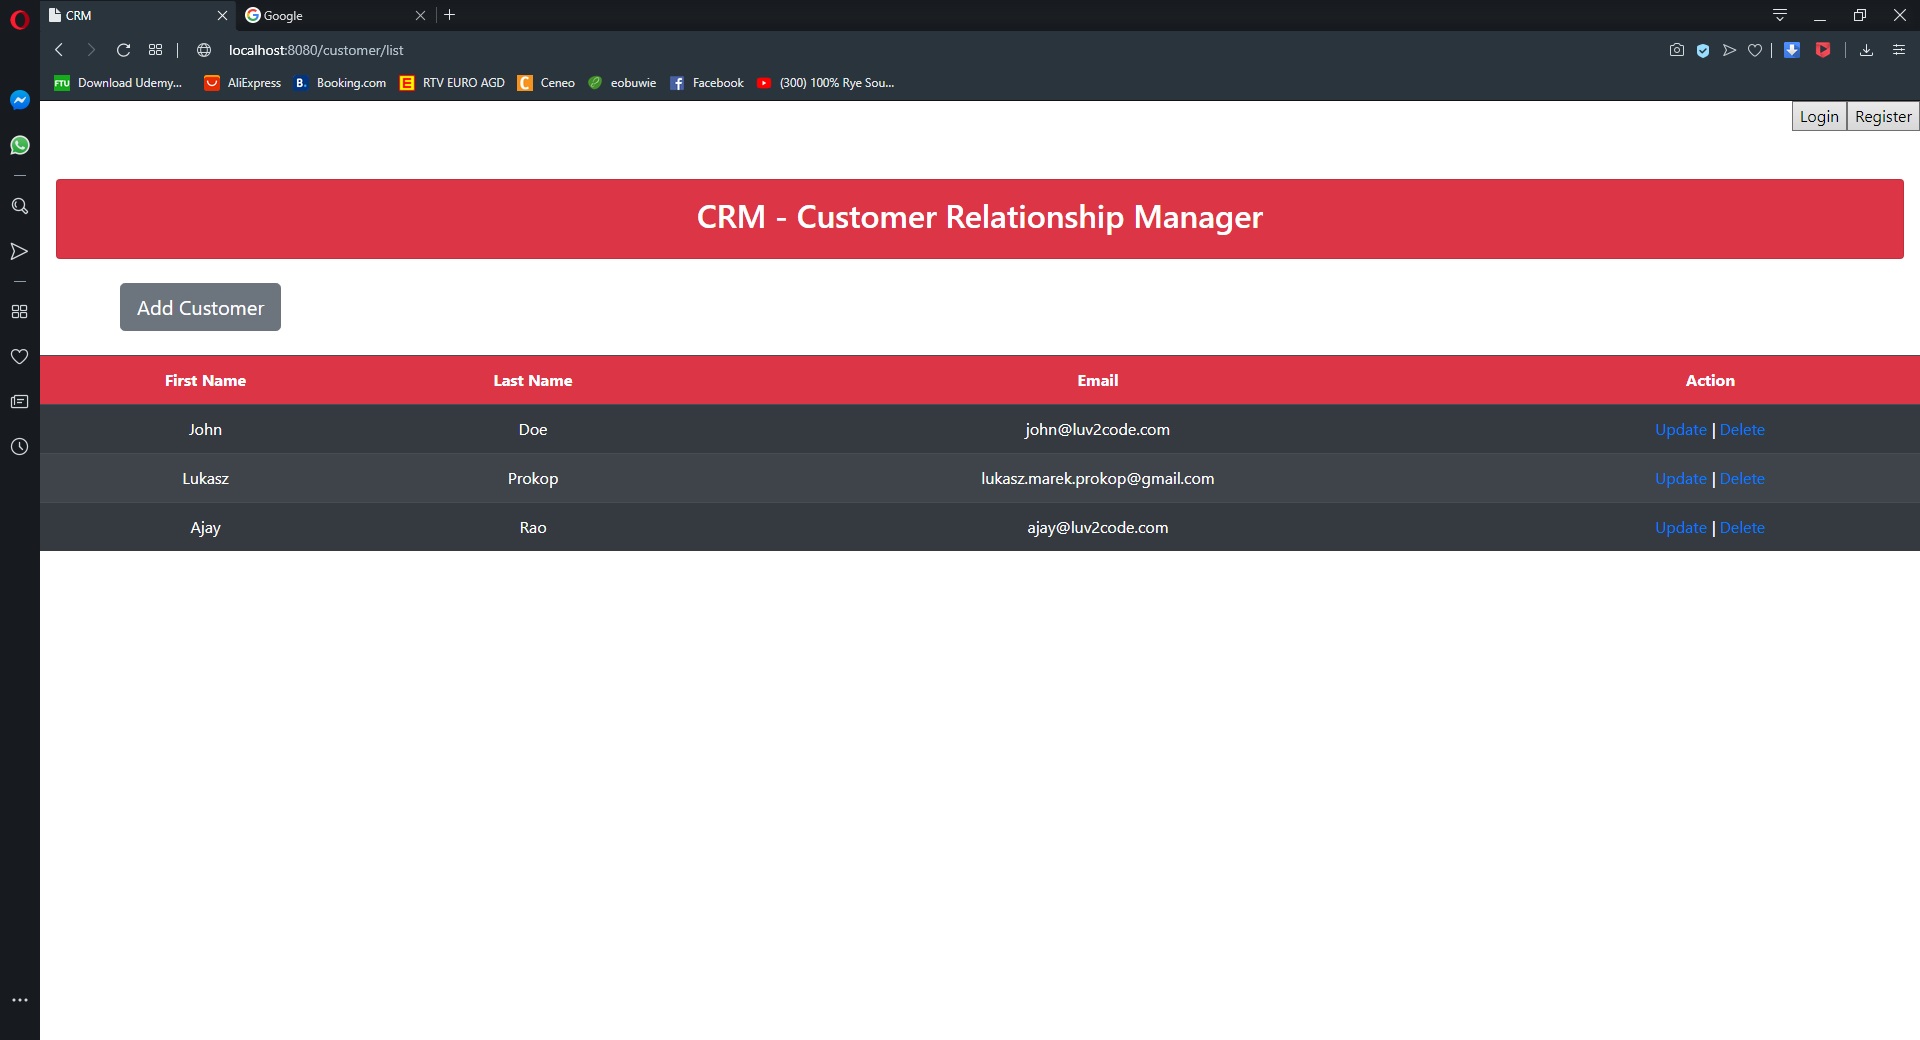 CRM
Google
localhost:8080/customer/list
FTU Download Udemy... AliExpress B. Booking.com E RTV EURO AGD C Ceneo eobuwie f Facebook (300) 100% Rye Sou...
Login Register
CRM - Customer Relationship Manager
Add Customer
First Name Last Name Email Action
John Doe john@luv2code.com Update | Delete
Lukasz Prokop lukasz.marek.prokop@gmail.com Update | Delete
Ajay Rao ajay@luv2code.com Update | Delete